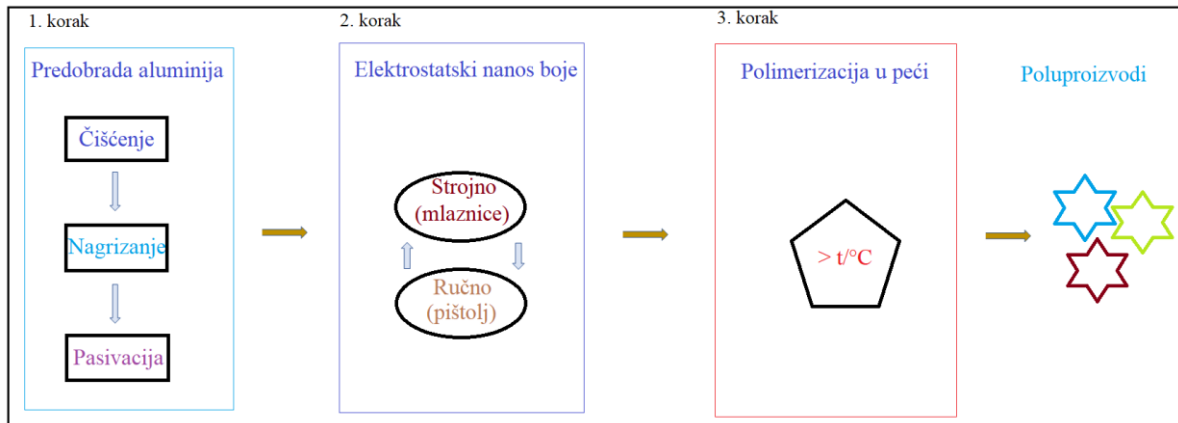 1. korak
Predobrada aluminija
Čišćenje
Nagrizanje
Pasivacija
2. korak
Elektrostatski nanos boje
Strojno
(mlaznice)
Ručno
(pištolj)
3. korak
Polimerizacija u peći
> t/°C
Poluproizvodi